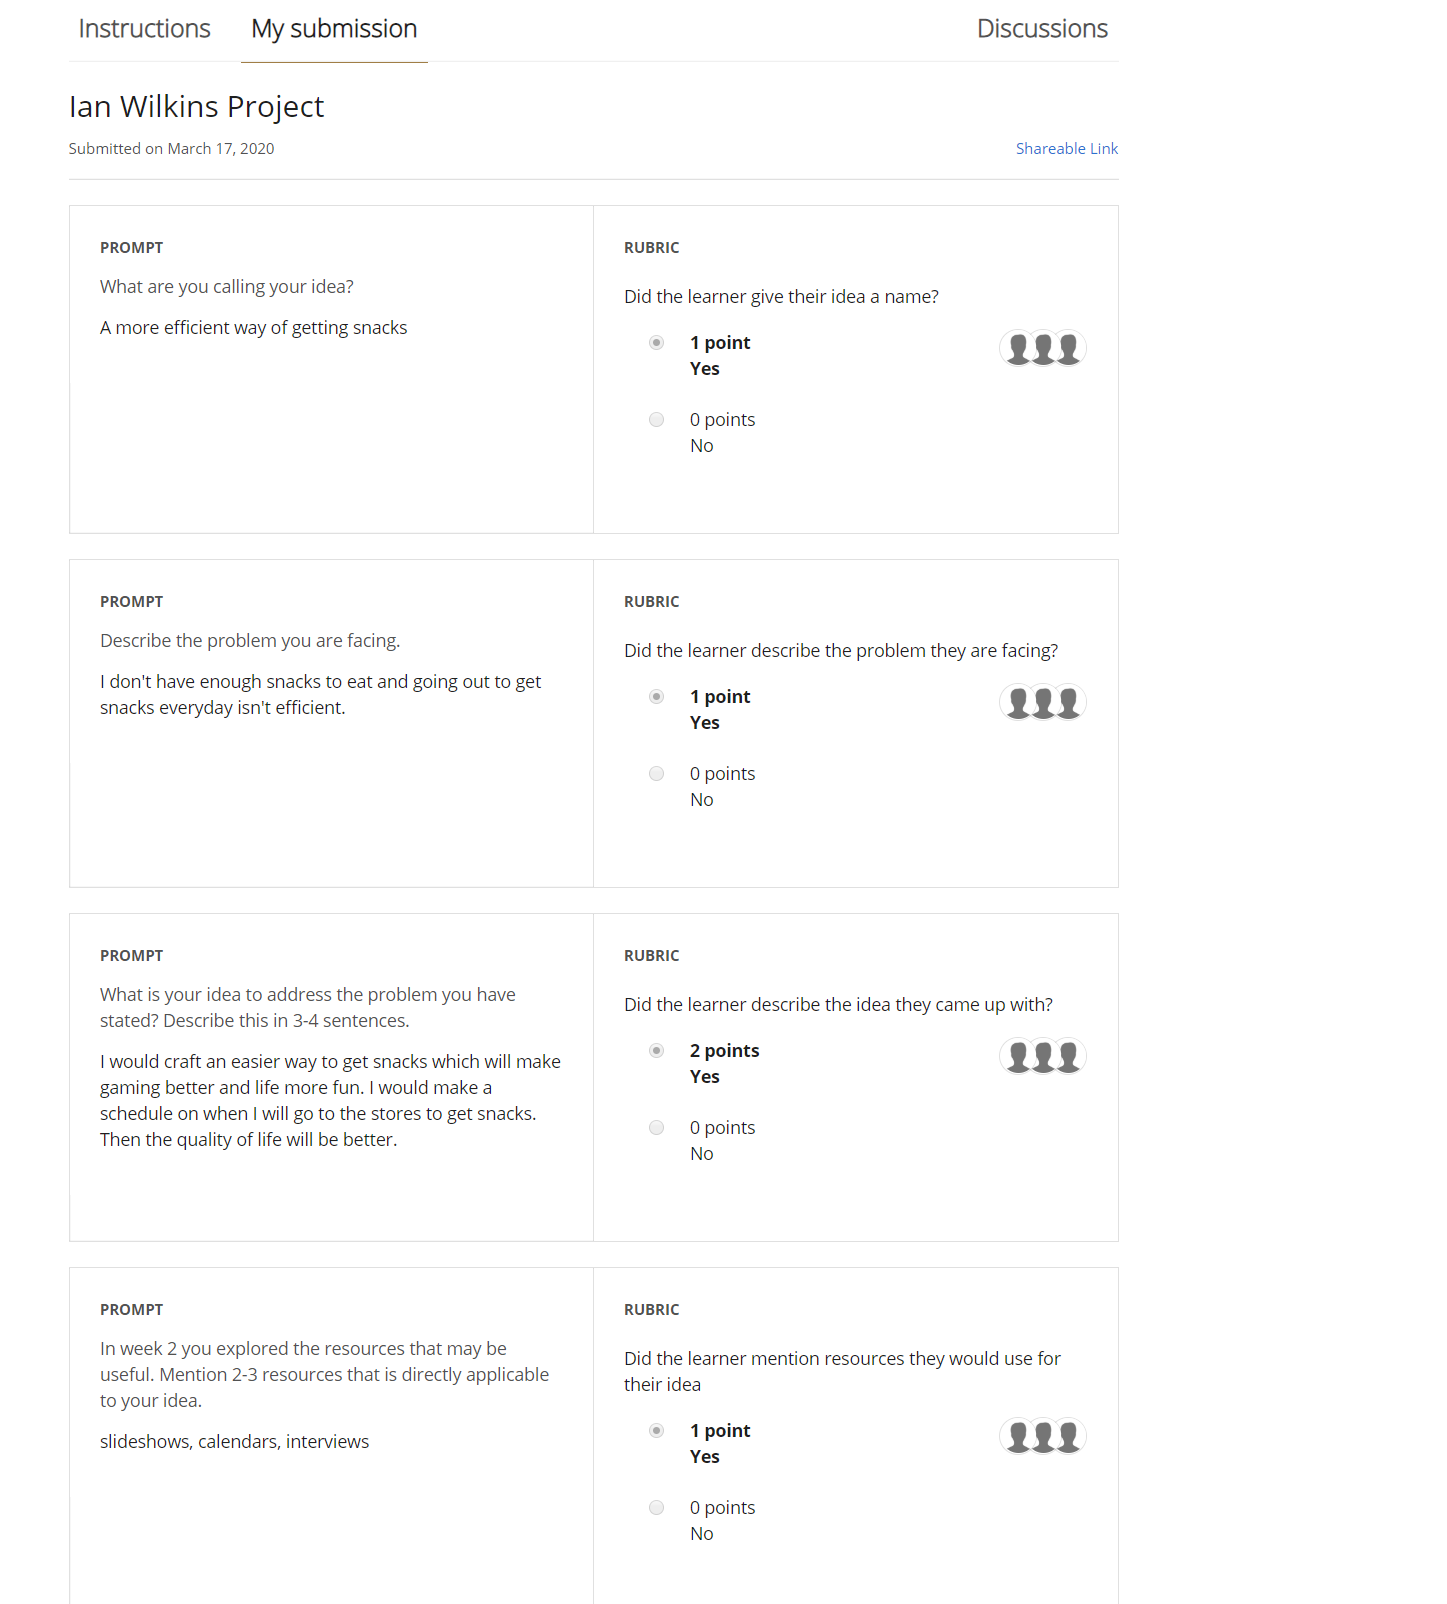 Instructions
My submission
Discussions
Ian Wilkins Project
Submitted on March 17, 2020
Shareable Link
PROMPT
What are you calling your idea?
A more efficient way of getting snacks
RUBRIC
Did the learner give their idea a name?
1 point
Yes
0 points
No
PROMPT
Describe the problem you are facing.
I don't have enough snacks to eat and going out to get
snacks everyday isn't efficient.
RUBRIC
Did the learner describe the problem they are facing?
1 point
Yes
0 points
No
PROMPT
What is your idea to address the problem you have
stated? Describe this in 3-4 sentences.
I would craft an easier way to get snacks which will make
gaming better and life more fun. I would make a
schedule on when I will go to the stores to get snacks.
Then the quality of life will be better.
RUBRIC
Did the learner describe the idea they came up with?
2 points
Yes
0 points
No
PROMPT
In week 2 you explored the resources that may be
useful. Mention 2-3 resources that is directly applicable
to your idea.
slideshows, calendars, interviews
RUBRIC
Did the learner mention resources they would use for
their idea
1 point
Yes
0 points
No